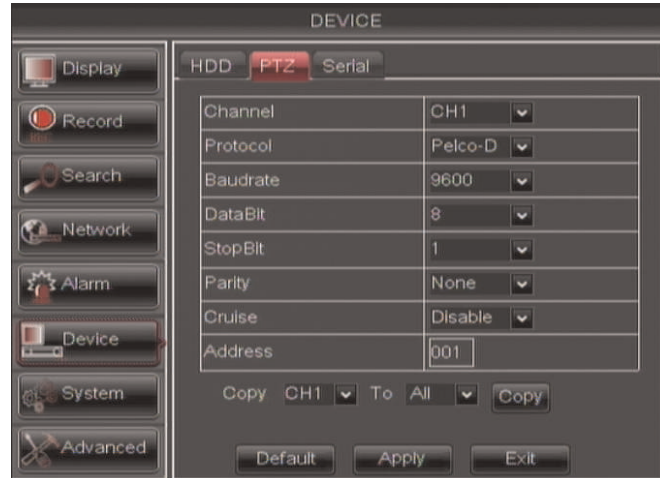 DEVICE
Display
Record
REC
Search
Network
Alarm
Device
System
Advanced
HDD PTZ Serial
Channel CH1
Protocol Pelco-D
Baudrate 9600
DataBit 8
StopBit 1
Parity None
Cruise Disable
Address 001
Copy CH1 To All Copy
Default Apply Exit